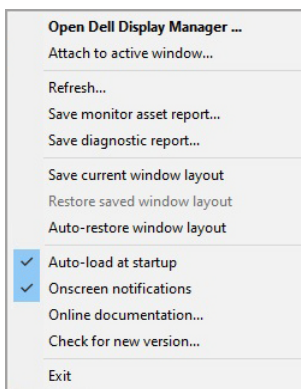 Open Dell Display Manager ...
Attach to active window...
Refresh...
Save monitor asset report...
Save diagnostic report...
Save current window layout
Restore saved window layout
Auto-restore window layout
Auto-load at startup
Onscreen notifications
Online documentation...
Check for new version...
Exit